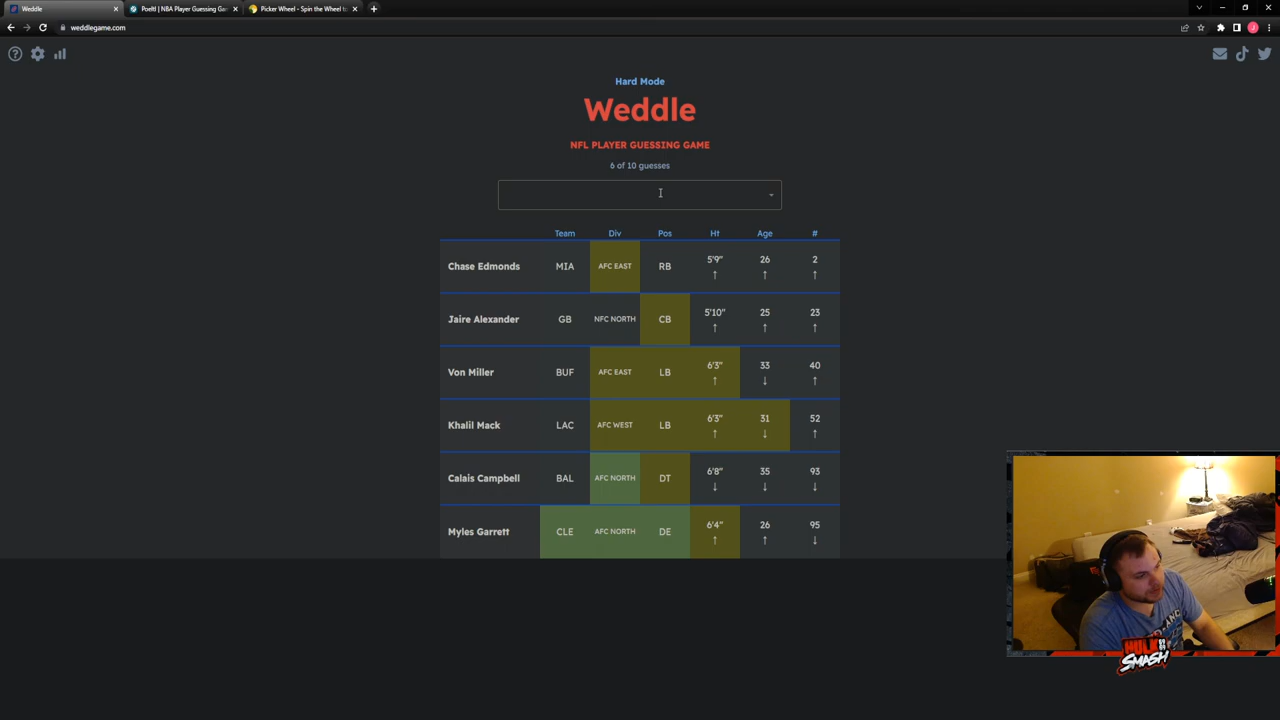 Weddle
Poeltl | NBA Player Guessing Ga
Picker Wheel - Spin the Wheel t
weddlegame.com
J
Hard Mode
Weddle
NFL PLAYER GUESSING GAME
6 of 10 guesses
Team Div Pos Ht Age #
Chase Edmonds MIA AFC EAST RB 5'9" 26 2
↑ ↑ ↑
Jaire Alexander GB NFC NORTH CB 5'10" 25 23
↑ ↑ ↑
Von Miller BUF AFC EAST LB 6'3" 33 40
↑ ↓ ↑
Khalil Mack LAC AFC WEST LB 6'3" 31 52
↑ ↓ ↑
Calais Campbell BAL AFC NORTH DT 6'8" 35 93
↓ ↓ ↓
Myles Garrett CLE AFC NORTH DE 6'4" 26 95
↑ ↑ ↓
HULK
SMASH